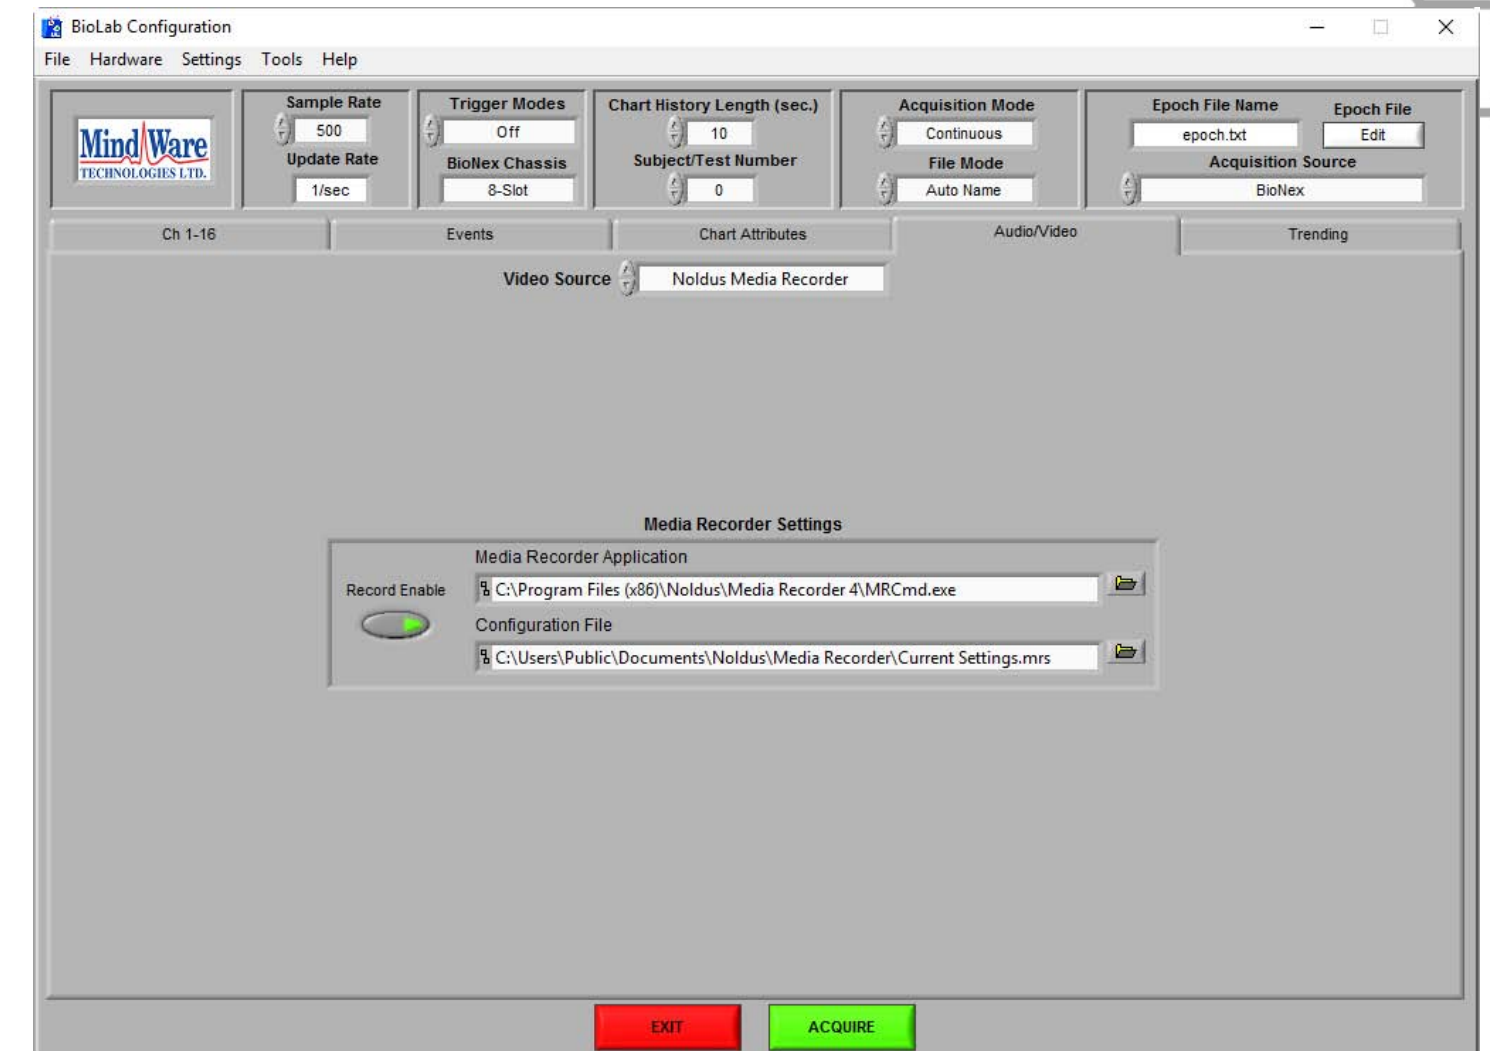 BioLab Configuration
File Hardware Settings Tools Help
MindWare
TECHNOLOGIES LTD.
Sample Rate
500
Update Rate
1/sec
Trigger Modes
Off
BioNex Chassis
8-Slot
Chart History Length (sec.)
10
Subject/Test Number
0
Acquisition Mode
Continuous
File Mode
Auto Name
Epoch File Name
epoch.txt
Epoch File
Edit
Acquisition Source
BioNex
Ch 1-16 Events Chart Attributes Audio/Video Trending
Video Source Noldus Media Recorder
Media Recorder Settings
Media Recorder Application
Record Enable C:\Program Files (x86)\Noldus\Media Recorder 4\MRCmd.exe
Configuration File
C:\Users\Public\Documents\Noldus\Media Recorder\Current Settings.mrs
EXIT ACQUIRE